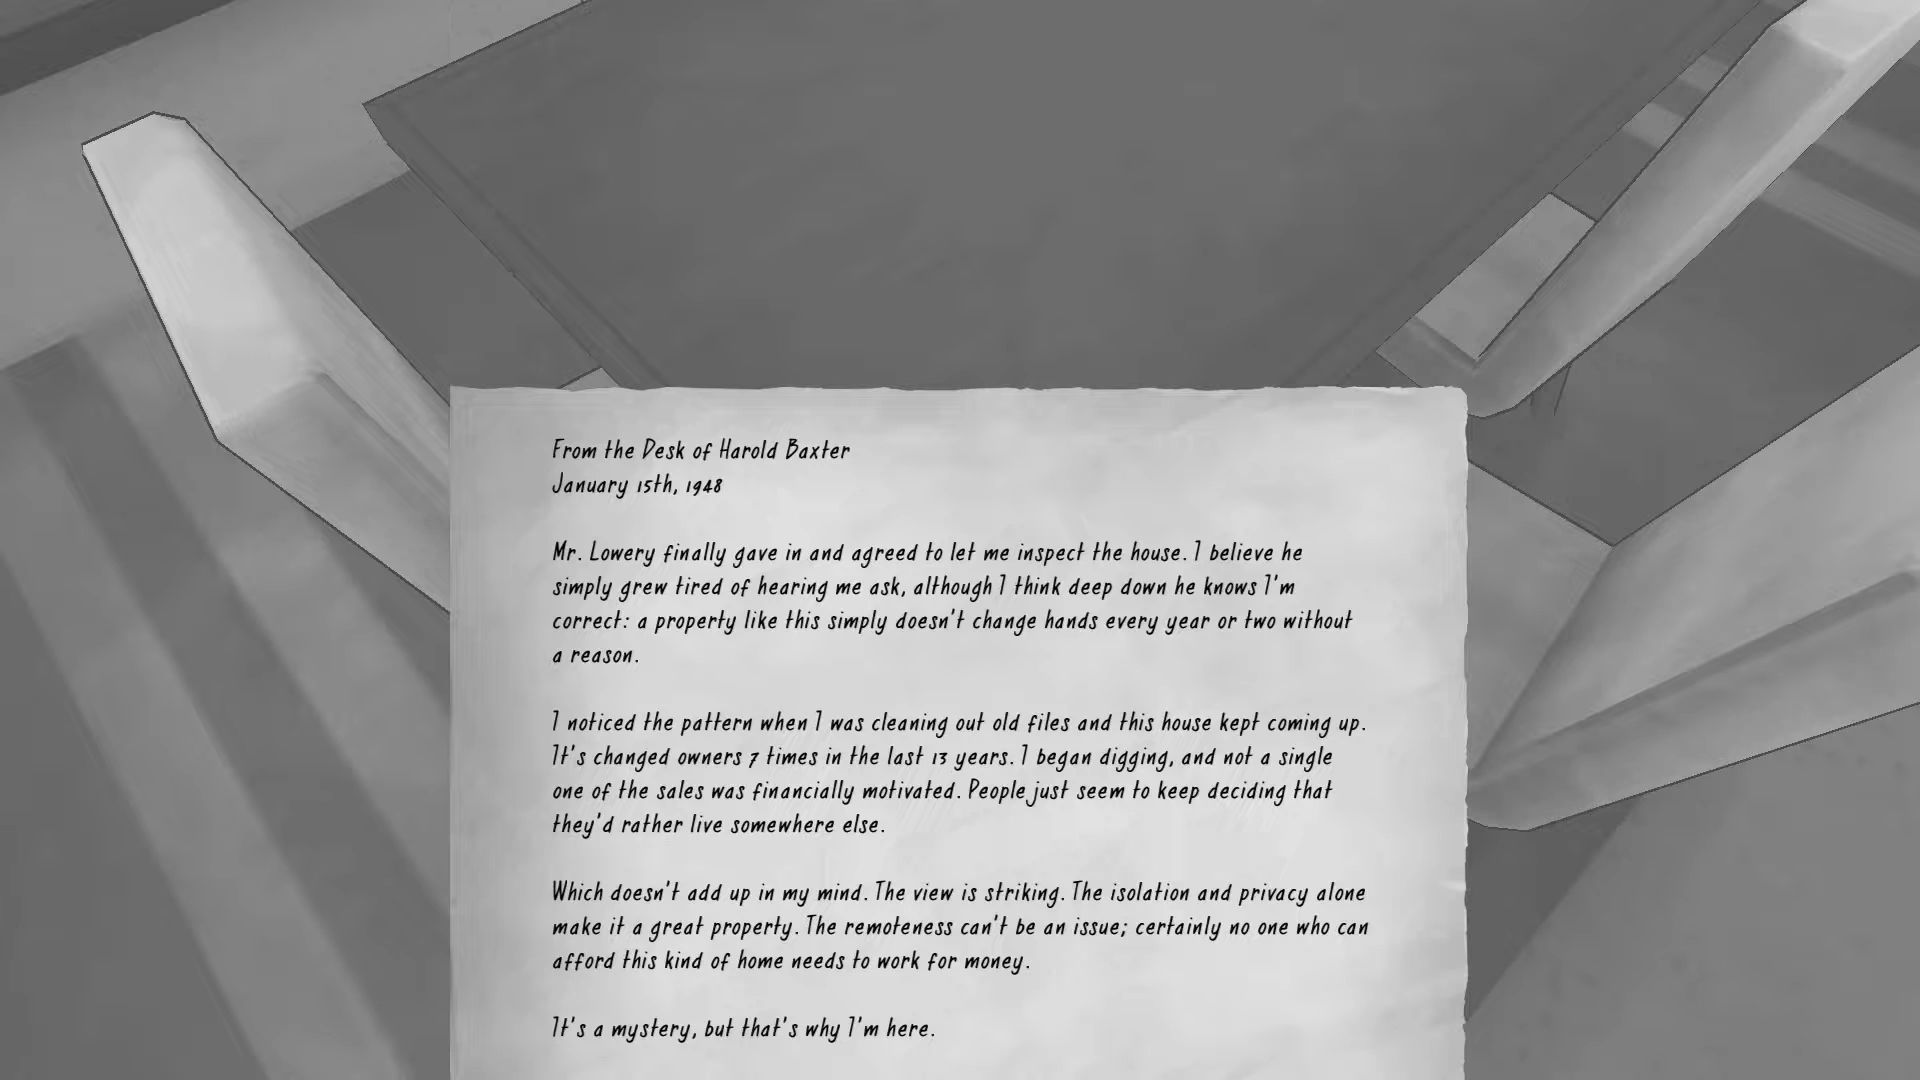 From the Desk of Harold Baxter
January 15th, 1948
Mr. Lowery finally gave in and agreed to let me inspect the house. I believe he
simply grew tired of hearing me ask, although I think deep down he knows I'm
correct: a property like this simply doesn't change hands every year or two without
a reason.
I noticed the pattern when I was cleaning out old files and this house kept coming up.
It's changed owners 7 times in the last 13 years. I began digging, and not a single
one of the sales was financially motivated. People just seem to keep deciding that
they'd rather live somewhere else.
Which doesn't add up in my mind. The view is striking. The isolation and privacy alone
make it a great property. The remoteness can't be an issue; certainly no one who can
afford this kind of home needs to work for money.
It's a mystery, but that's why I'm here.